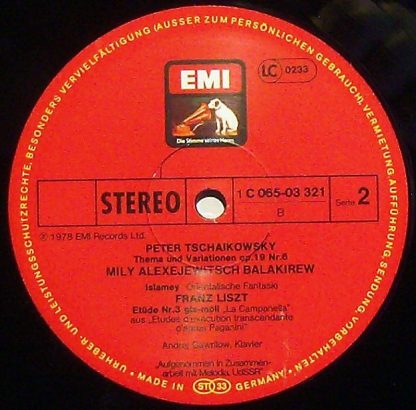 URHEBER- UND LEISTUNGSSCHUTZRECHTE, BESONDERS VERVIELFÄLTIGUNG (AUSSER ZUM PERSÖNLICHEN GEBRAUCH), VERMIETUNG, AUFFÜHRUNG, SENDUNG, VORBEHALTEN
EMI
LC 0233
Die Stimme seines Herrn
STEREO
1 C 065-03 321
B
Seite 2
℗ 1978 EMI Records Ltd.
PETER TSCHAIKOWSKY
Thema und Variationen op.19 Nr.6
MILY ALEXEJEWITSCH BALAKIREW
Islamey Orientalische Fantasie
FRANZ LISZT
Etüde Nr.3 gis-moll „La Campanella"
aus „Etudes d'exécution transcendante
d'après Paganini"
Andrej Gawrilow, Klavier
„Aufgenommen in Zusammen-
arbeit mit Melodia, UdSSR"
MADE IN GERMANY
ST 33